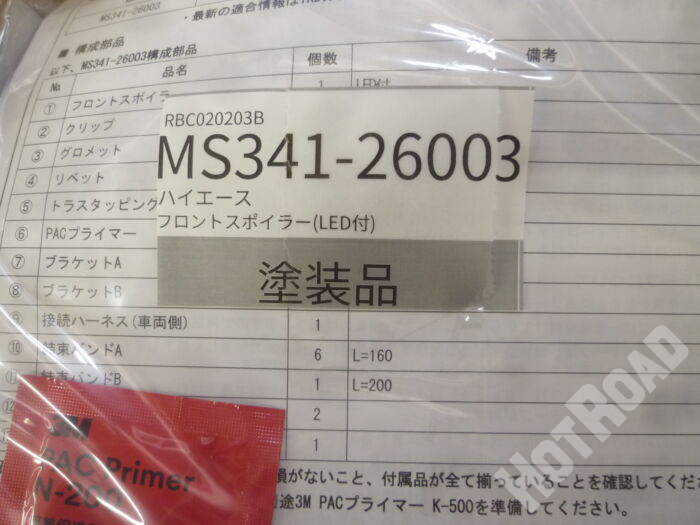 MS341-26003
・最新の適合情報は
■ 構成部品
以下、MS341-26003構成部品
№ 品名 個数 備考
① フロントスポイラ 1 LED付
② クリップ
③ グロメット
④ リベット
⑤ トラスタッピング
⑥ PACプライマー
⑦ ブラケットA
⑧ ブラケットB
⑨ 接続ハーネス(車両側) 1
⑩ 結束バンドA 6 L=160
⑪ 結束バンドB 1 L=200
⑫ 2
1
RBC020203B
MS341-26003
ハイエース
フロントスポイラー(LED付)
塗装品
3M
PAC Primer
N-200
損がないこと、付属品が全て揃っていることを確認してくださ
途3M PACプライマー K-500を準備してください。
HOTROAD